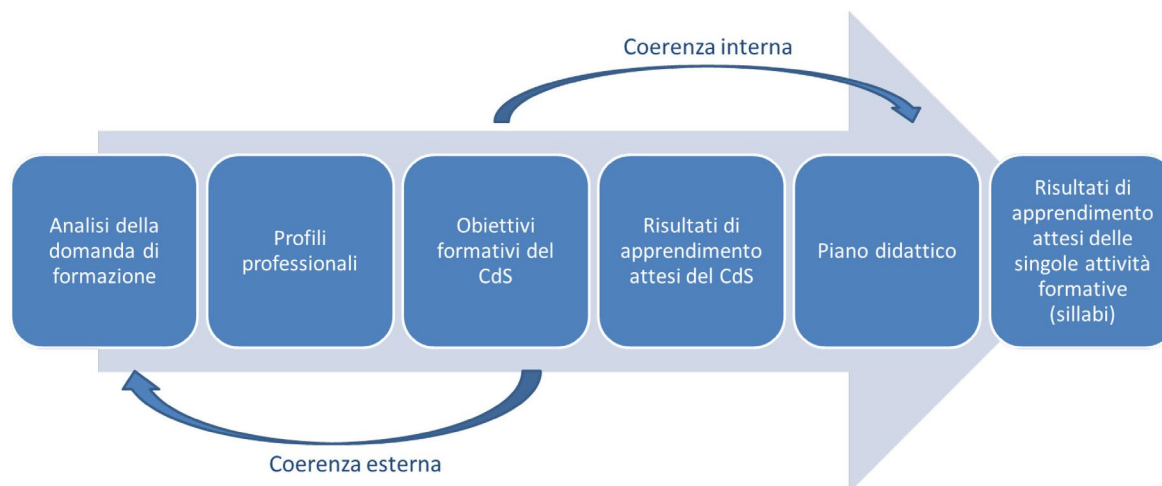 Coerenza interna
Analisi della
domanda di
formazione
Profili
professionali
Obiettivi
formativi del
CdS
Risultati di
apprendimento
attesi del CdS
Piano didattico
Risultati di
apprendimento
attesi delle
singole attività
formative
(sillabi)
Coerenza esterna